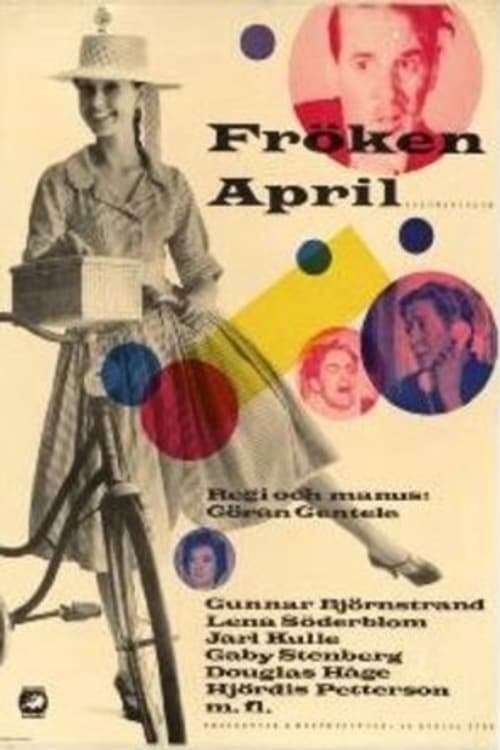 Fröken
April
Regi och manus:
Göran Gentele
Gunnar Björnstrand
Lena Söderblom
Jarl Kulle
Gaby Stenberg
Douglas Håge
Hjördis Petterson
m. fl.